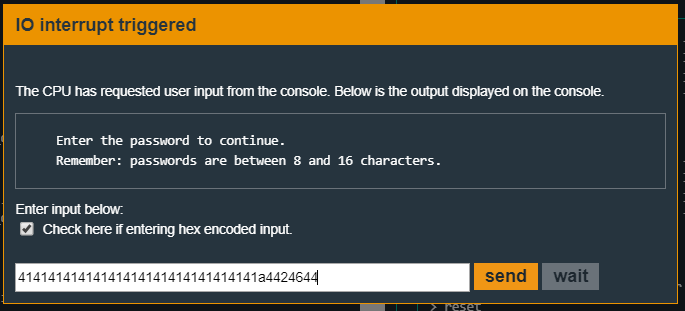 IO interrupt triggered
The CPU has requested user input from the console. Below is the output displayed on the console.
Enter the password to continue.
Remember: passwords are between 8 and 16 characters.
Enter input below:
Check here if entering hex encoded input.
41414141414141414141414141414141a4424644
send wait
> reset